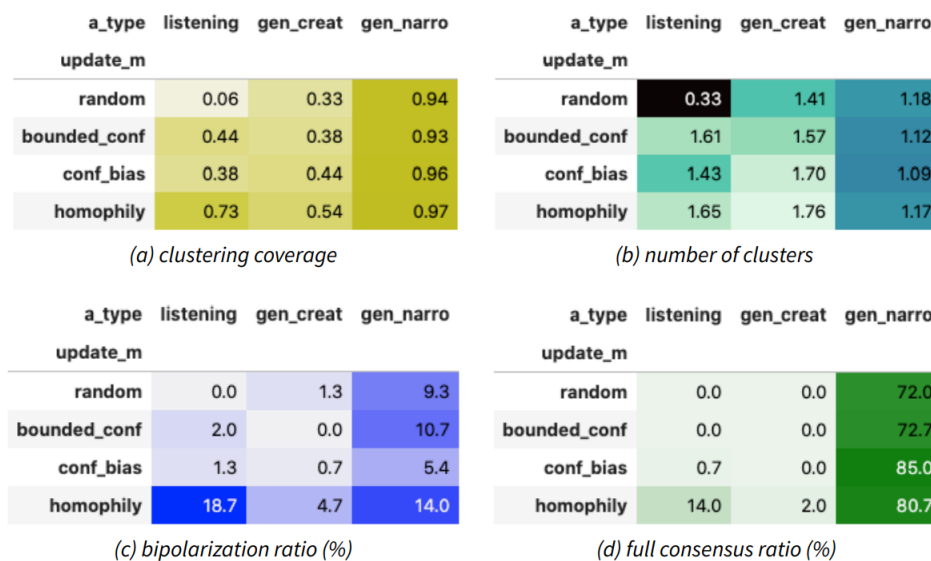 a_type listening gen_creat gen_narro
update_m
random 0.06 0.33 0.94
bounded_conf 0.44 0.38 0.93
conf_bias 0.38 0.44 0.96
homophily 0.73 0.54 0.97
(a) clustering coverage
a_type listening gen_creat gen_narro
update_m
random 0.33 1.41 1.18
bounded_conf 1.61 1.57 1.12
conf_bias 1.43 1.70 1.09
homophily 1.65 1.76 1.17
(b) number of clusters
a_type listening gen_creat gen_narro
update_m
random 0.0 1.3 9.3
bounded_conf 2.0 0.0 10.7
conf_bias 1.3 0.7 5.4
homophily 18.7 4.7 14.0
(c) bipolarization ratio (%)
a_type listening gen_creat gen_narro
update_m
random 0.0 0.0 72.0
bounded_conf 0.0 0.0 72.7
conf_bias 0.7 0.0 85.0
homophily 14.0 2.0 80.7
(d) full consensus ratio (%)